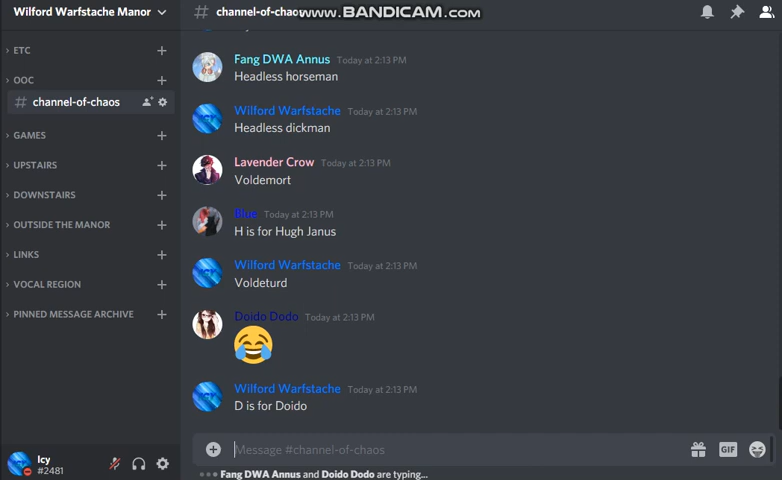 Wilford Warfstache Manor
# channel-of-chao
www.BANDICAM.com
ETC
OOC
# channel-of-chaos
GAMES
UPSTAIRS
DOWNSTAIRS
OUTSIDE THE MANOR
LINKS
VOCAL REGION
PINNED MESSAGE ARCHIVE
Icy
#2481
Fang DWA Annus Today at 2:13 PM
Headless horseman
Wilford Warfstache Today at 2:13 PM
Headless dickman
Lavender Crow Today at 2:13 PM
Voldemort
Blue Today at 2:13 PM
H is for Hugh Janus
Wilford Warfstache Today at 2:13 PM
Voldeturd
Doido Dodo Today at 2:13 PM
Wilford Warfstache Today at 2:13 PM
D is for Doido
Message #channel-of-chaos
GIF
Fang DWA Annus and Doido Dodo are typing...